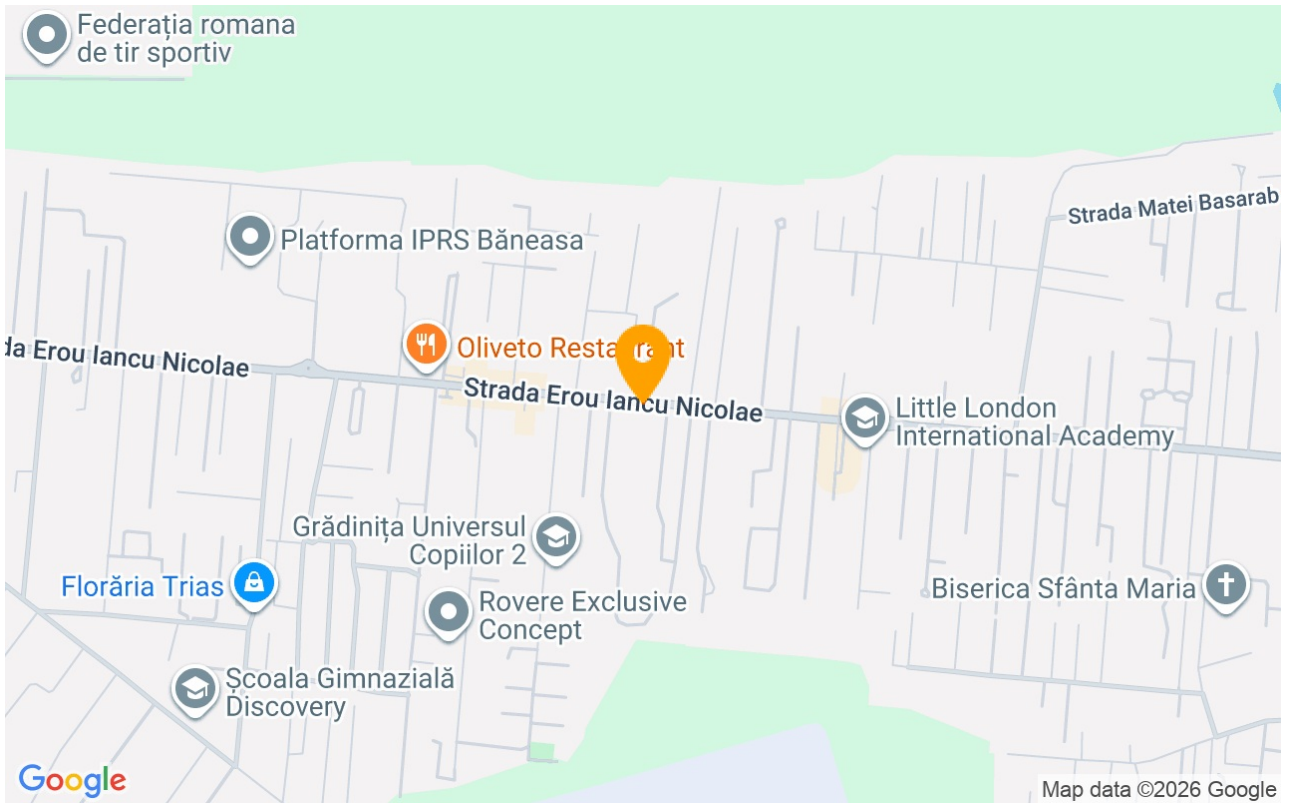 Federația romana
de tir sportiv
Strada Matei Basarab
Platforma IPRS Băneasa
Oliveto Restaurant
da Erou Iancu Nicolae
Strada Erou Iancu Nicolae
Little London
International Academy
Grădinița Universul
Copiilor 2
Florăria Trias
Biserica Sfânta Maria
Rovere Exclusive
Concept
Școala Gimnazială
Discovery
Google
Map data ©2026 Google